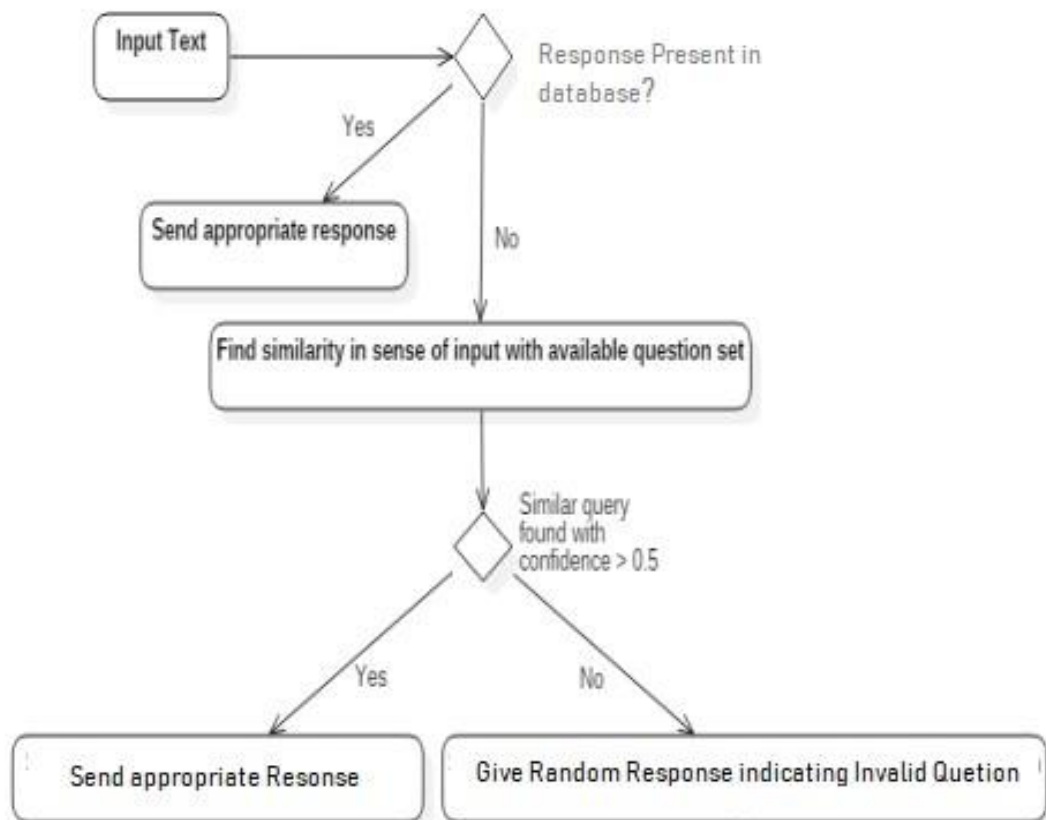 Input Text
Response Present in
database?
Yes
Send appropriate response
No
Find similarity in sense of input with available question set
Similar query
found with
confidence > 0.5
Yes
No
Send appropriate Resonse
Give Random Response indicating Invalid Quetion